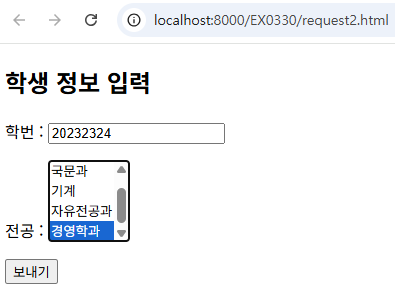 localhost:8000/EX0330/request2.html
학생 정보 입력
학번 : 20232324
국문과
기계
자유전공과
전공 : 경영학과
보내기